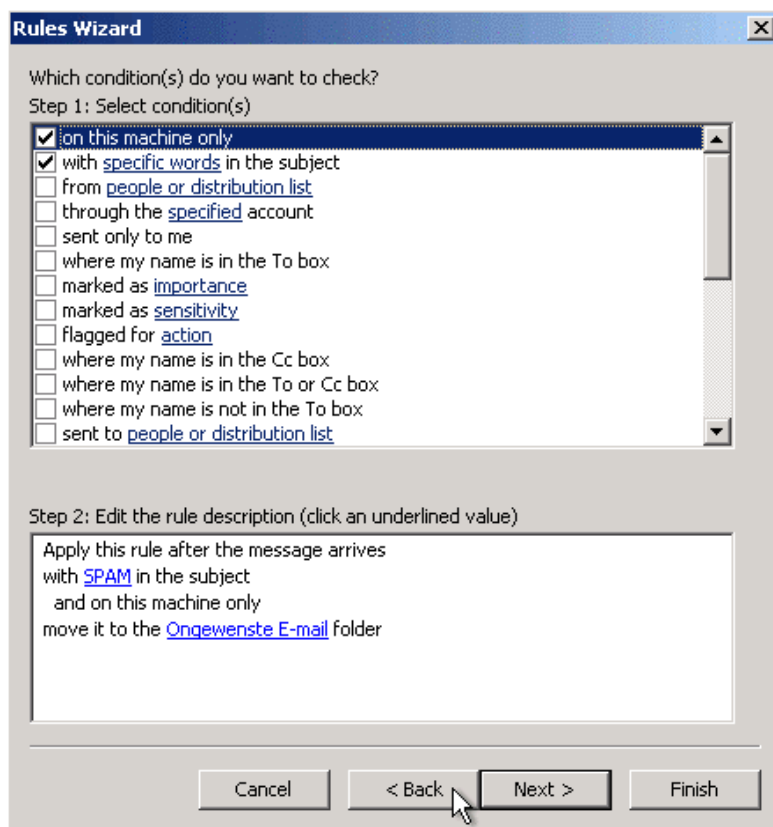 Rules Wizard
Which condition(s) do you want to check?
Step 1: Select condition(s)
on this machine only
with specific words in the subject
from people or distribution list
through the specified account
sent only to me
where my name is in the To box
marked as importance
marked as sensitivity
flagged for action
where my name is in the Cc box
where my name is in the To or Cc box
where my name is not in the To box
sent to people or distribution list
Step 2: Edit the rule description (click an underlined value)
Apply this rule after the message arrives
with SPAM in the subject
and on this machine only
move it to the Ongewenste E-mail folder
Cancel < Back Next > Finish